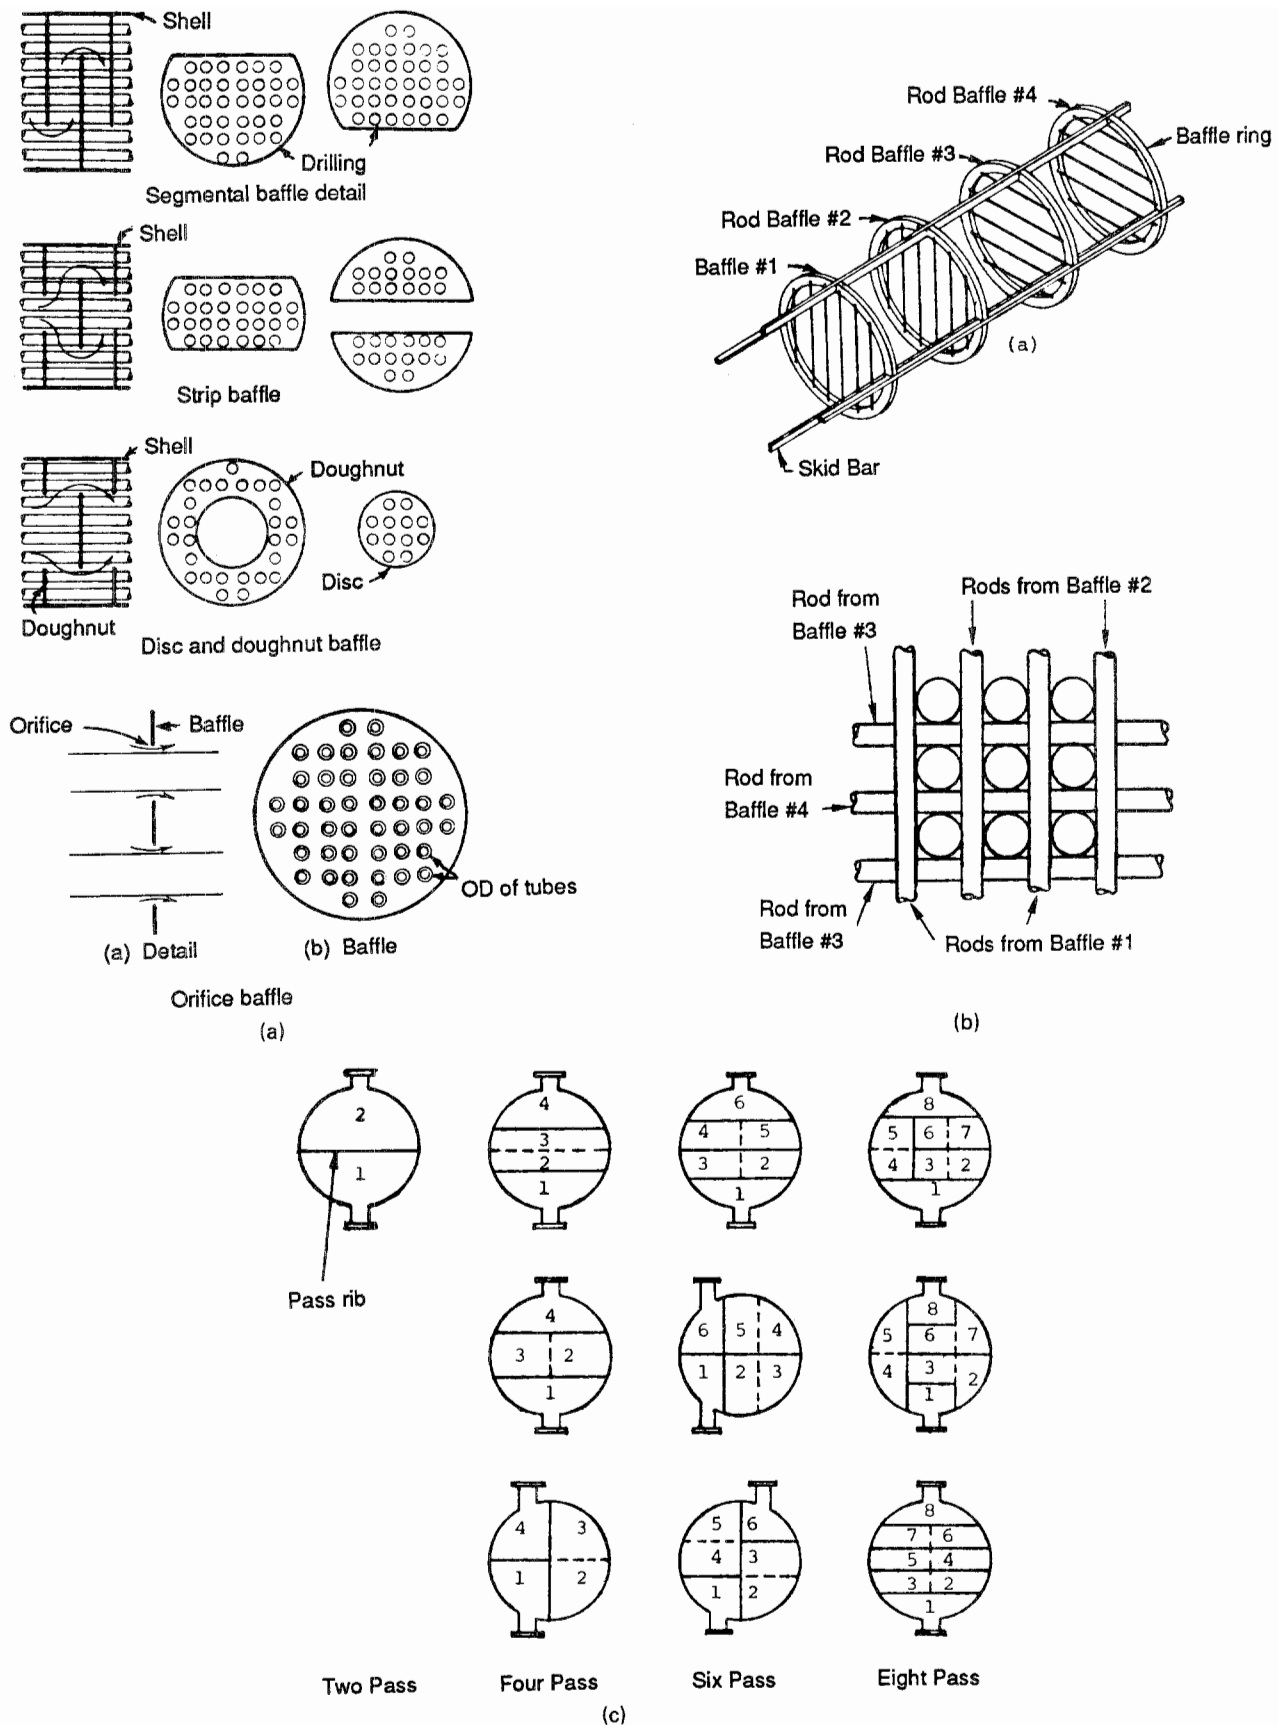 Shell
Drilling
Segmental baffle detail
Shell
Strip baffle
Shell
Doughnut
Disc
Doughnut
Disc and doughnut baffle
Orifice
Baffle
OD of tubes
(a) Detail
(b) Baffle
Orifice baffle
(a)
Rod Baffle #4
Baffle ring
Rod Baffle #3
Rod Baffle #2
Baffle #1
(a)
Skid Bar
Rods from Baffle #2
Rod from
Baffle #3
Rod from
Baffle #4
Rod from
Baffle #3
Rods from Baffle #1
(b)
2
1
Pass rib
4
3
2
1
6
4 5
3 2
1
8
5 6 7
4 3 2
1
4
3 2
1
6 5 4
1 2 3
8
5 6 7
4 3 2
1
4 3
1 2
5 6
4 3
1 2
8
7 6
5 4
3 2
1
Two Pass
Four Pass
Six Pass
Eight Pass
(c)